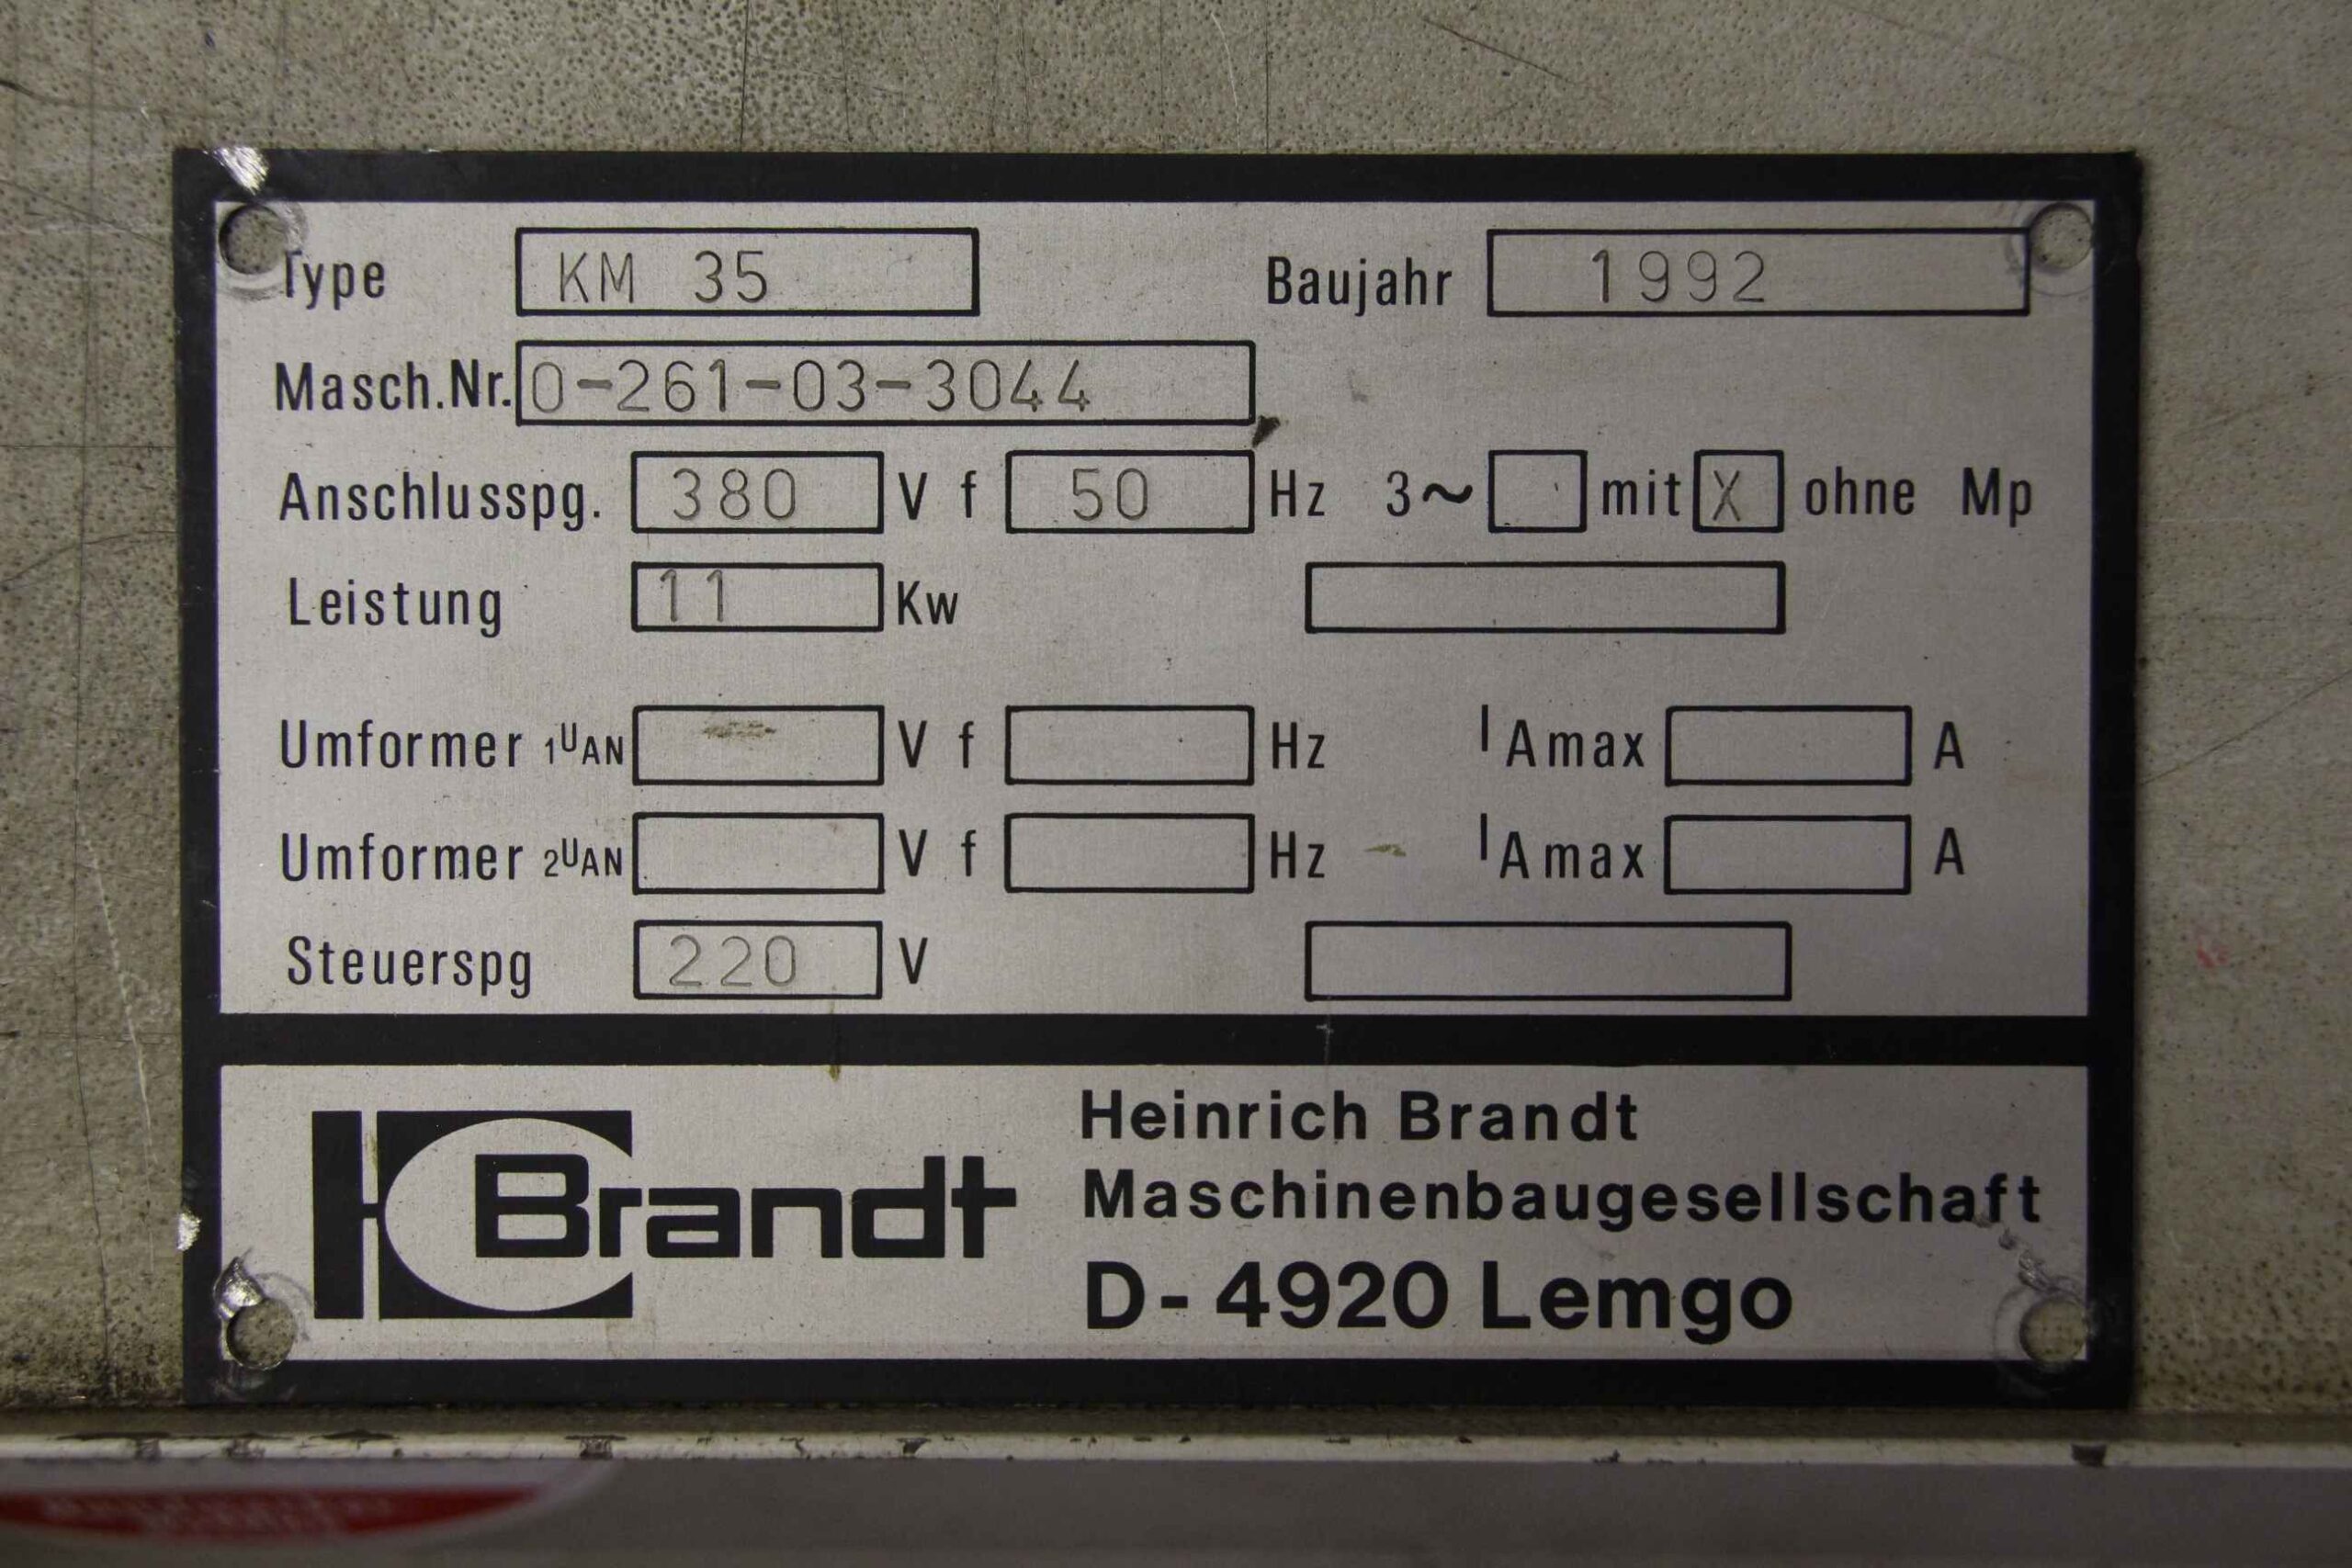 Type KM 35 Baujahr 1992
Masch.Nr. 0-261-03-3044
Anschlusspg. 380 V f 50 Hz 3~ mit X ohne Mp
Leistung 11 Kw
Umformer 1UAN V f Hz IAmax A
Umformer 2UAN V f Hz IAmax A
Steuerspg 220 V
Brandt
Heinrich Brandt
Maschinenbaugesellschaft
D-4920 Lemgo